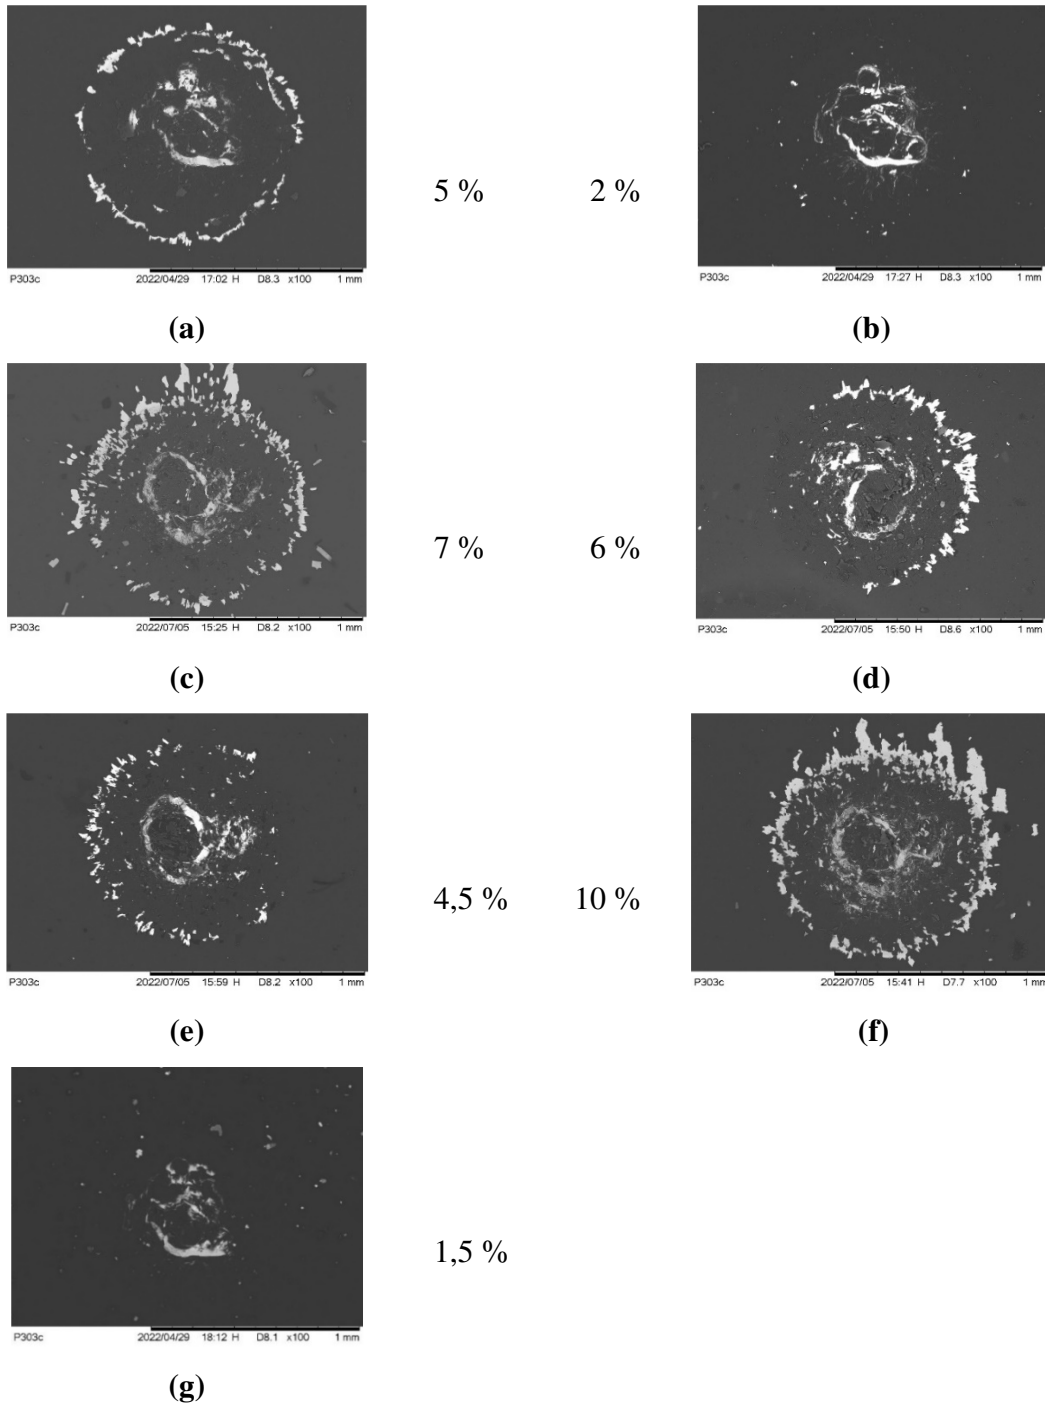 5 % 2 %
P303c 2022/04/29 17:02 H D8.3 x100 1 mm
P303c 2022/04/29 17:27 H D8.3 x100 1 mm
(a) (b)
7 % 6 %
P303c 2022/07/05 15:25 H D8.2 x100 1 mm
P303c 2022/07/05 15:50 H D8.6 x100 1 mm
(c) (d)
4,5 % 10 %
P303c 2022/07/05 15:59 H D8.2 x100 1 mm
P303c 2022/07/05 15:41 H D7.7 x100 1 mm
(e) (f)
1,5 %
P303c 2022/04/29 18:12 H D8.1 x100 1 mm
(g)